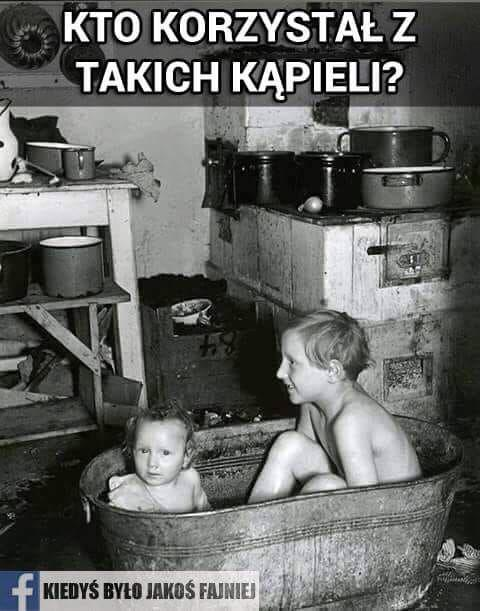 KTO KORZYSTAŁ Z
TAKICH KĄPIELI?
f KIEDYŚ BYŁO JAKOŚ FAJNIEJ